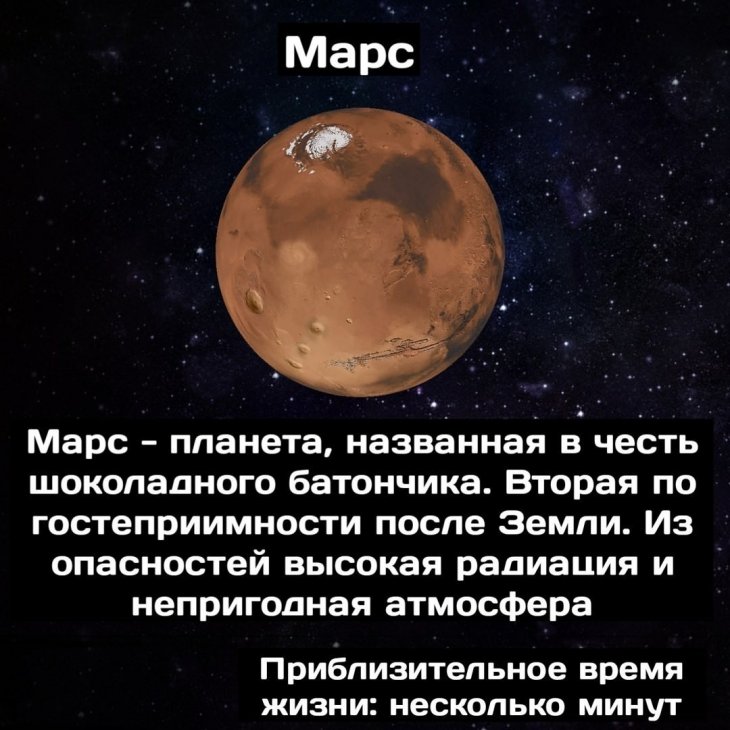 Марс
Марс - планета, названная в честь
шоколадного батончика. Вторая по
гостеприимности после Земли. Из
опасностей высокая радиация и
непригодная атмосфера
Приблизительное время
жизни: несколько минут